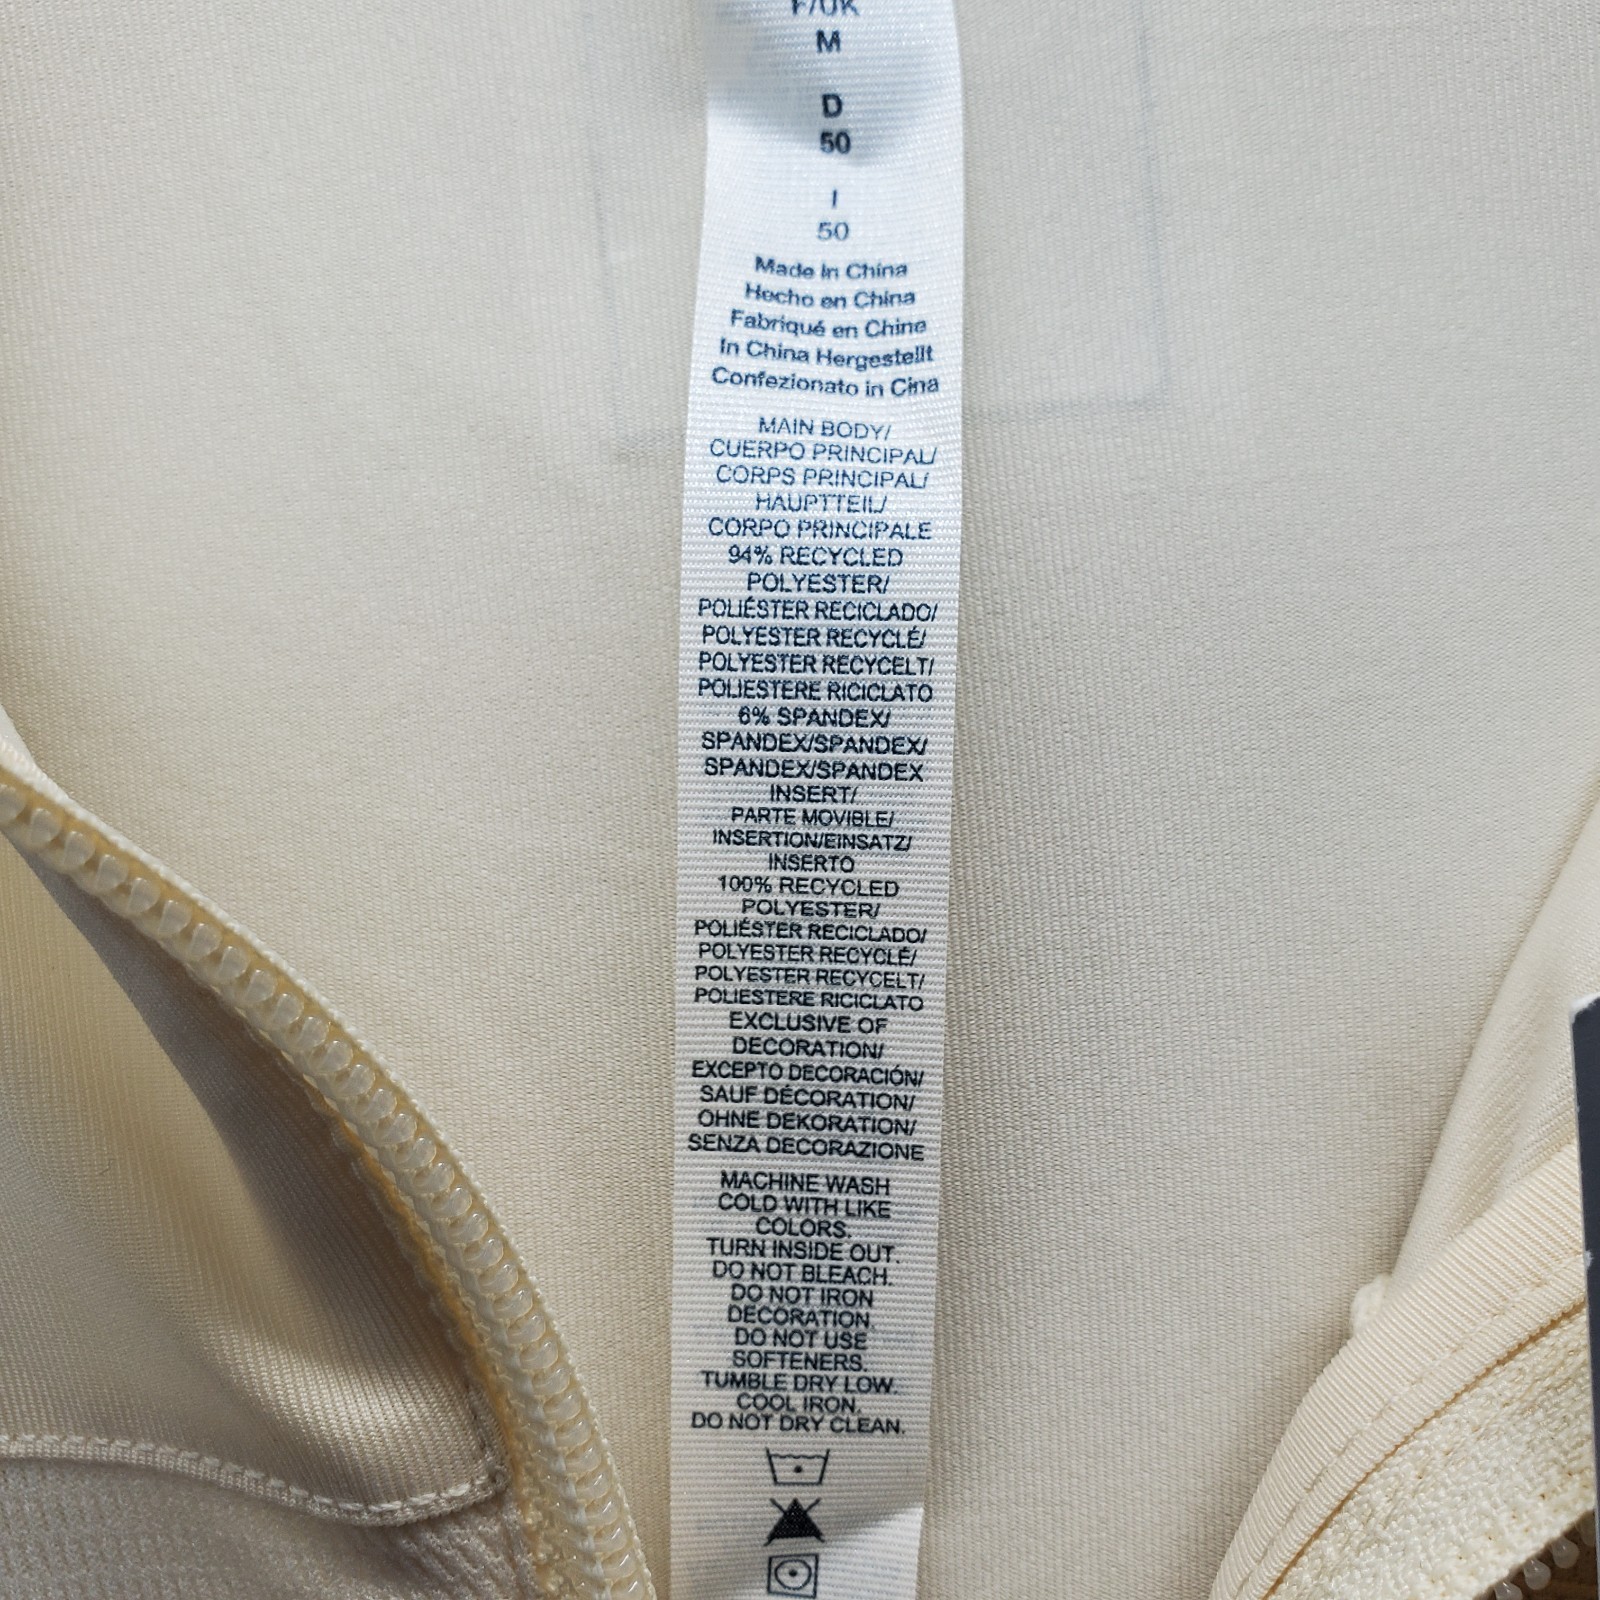 F/UK
M
D
50
I
50
Made in China
Hecho en China
Fabriqué en Chine
In China Hergestellt
Confezionato in Cina
MAIN BODY/
CUERPO PRINCIPAL/
CORPS PRINCIPAL/
HAUPTTEIL/
CORPO PRINCIPALE
94% RECYCLED
POLYESTER/
POLIÉSTER RECICLADO/
POLYESTER RECYCLÉ/
POLYESTER RECYCELT/
POLIESTERE RICICLATO
6% SPANDEX/
SPANDEX/SPANDEX/
SPANDEX/SPANDEX
INSERT/
PARTE MOVIBLE/
INSERTION/EINSATZ/
INSERTO
100% RECYCLED
POLYESTER/
POLIÉSTER RECICLADO/
POLYESTER RECYCLÉ/
POLYESTER RECYCELT/
POLIESTERE RICICLATO
EXCLUSIVE OF
DECORATION/
EXCEPTO DECORACIÓN/
SAUF DÉCORATION/
OHNE DEKORATION/
SENZA DECORAZIONE
MACHINE WASH
COLD WITH LIKE
COLORS.
TURN INSIDE OUT.
DO NOT BLEACH.
DO NOT IRON
DECORATION.
DO NOT USE
SOFTENERS.
TUMBLE DRY LOW.
COOL IRON.
DO NOT DRY CLEAN.